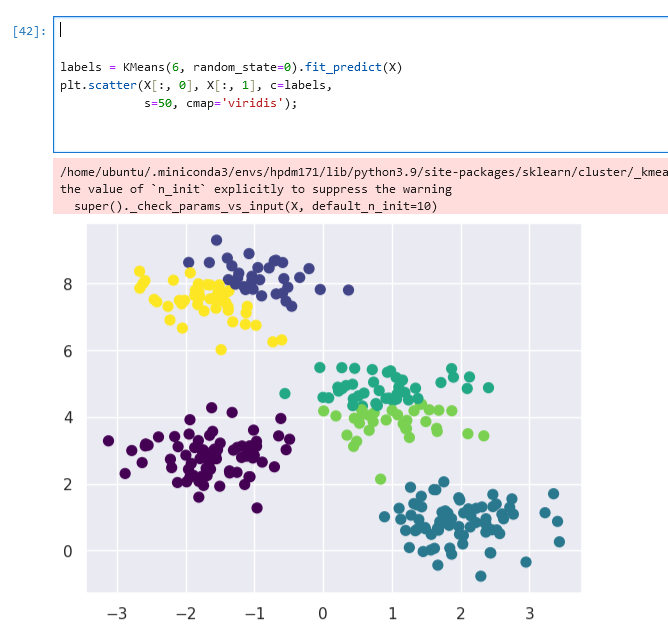 [42]:
labels = KMeans(6, random_state=0).fit_predict(X)
plt.scatter(X[:, 0], X[:, 1], c=labels,
            s=50, cmap='viridis');
/home/ubuntu/.miniconda3/envs/hpdm171/lib/python3.9/site-packages/sklearn/cluster/_kmea
the value of `n_init` explicitly to suppress the warning
  super()._check_params_vs_input(X, default_n_init=10)
8
6
4
2
0
−3 −2 −1 0 1 2 3